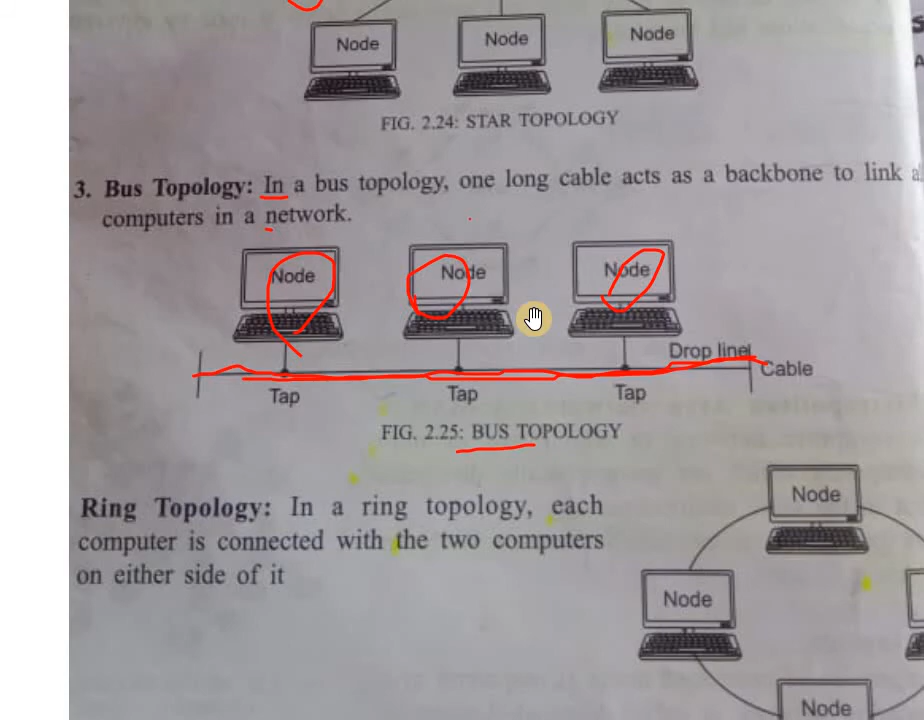 Node Node Node
FIG. 2.24: STAR TOPOLOGY
3. Bus Topology: In a bus topology, one long cable acts as a backbone to link
computers in a network.
Node Node Node
Drop line
Cable
Tap Tap Tap
FIG. 2.25: BUS TOPOLOGY
Node
Ring Topology: In a ring topology, each
computer is connected with the two computers
on either side of it
Node
Node